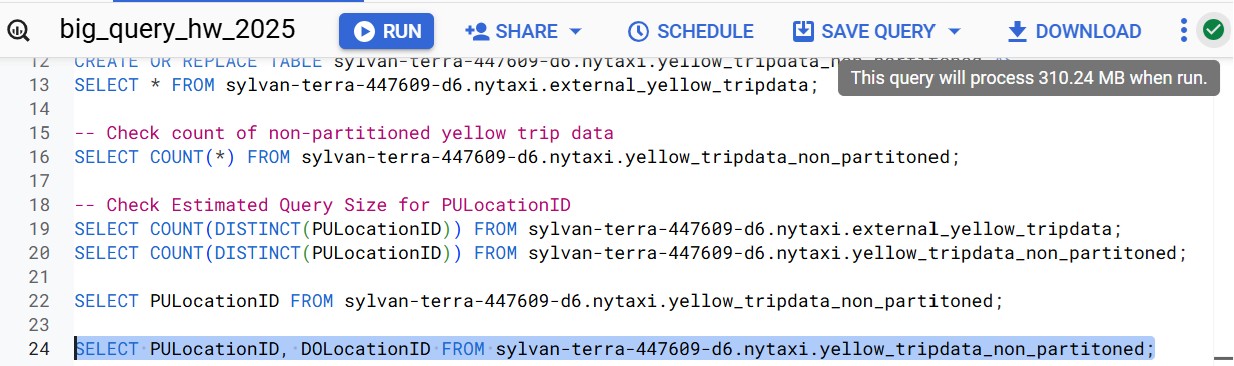 big_query_hw_2025 RUN SHARE SCHEDULE SAVE QUERY DOWNLOAD
12 CREATE OR REPLACE TABLE sylvan-terra-447609-d6.nytaxi.yellow_tripdata_non_partitoned
This query will process 310.24 MB when run.
13 SELECT * FROM sylvan-terra-447609-d6.nytaxi.external_yellow_tripdata;
14
15 -- Check count of non-partitioned yellow trip data
16 SELECT COUNT(*) FROM sylvan-terra-447609-d6.nytaxi.yellow_tripdata_non_partitoned;
17
18 -- Check Estimated Query Size for PULocationID
19 SELECT COUNT(DISTINCT(PULocationID)) FROM sylvan-terra-447609-d6.nytaxi.external_yellow_tripdata;
20 SELECT COUNT(DISTINCT(PULocationID)) FROM sylvan-terra-447609-d6.nytaxi.yellow_tripdata_non_partitoned;
21
22 SELECT PULocationID FROM sylvan-terra-447609-d6.nytaxi.yellow_tripdata_non_partitoned;
23
24 SELECT PULocationID, DOLocationID FROM sylvan-terra-447609-d6.nytaxi.yellow_tripdata_non_partitoned;